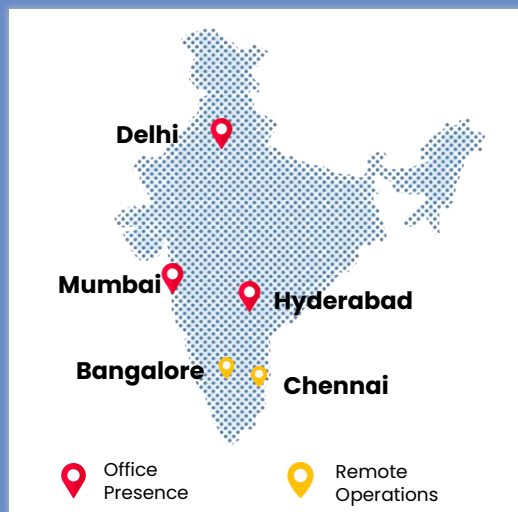 Delhi
Mumbai
Hyderabad
Bangalore
Chennai
Office
Presence
Remote
Operations